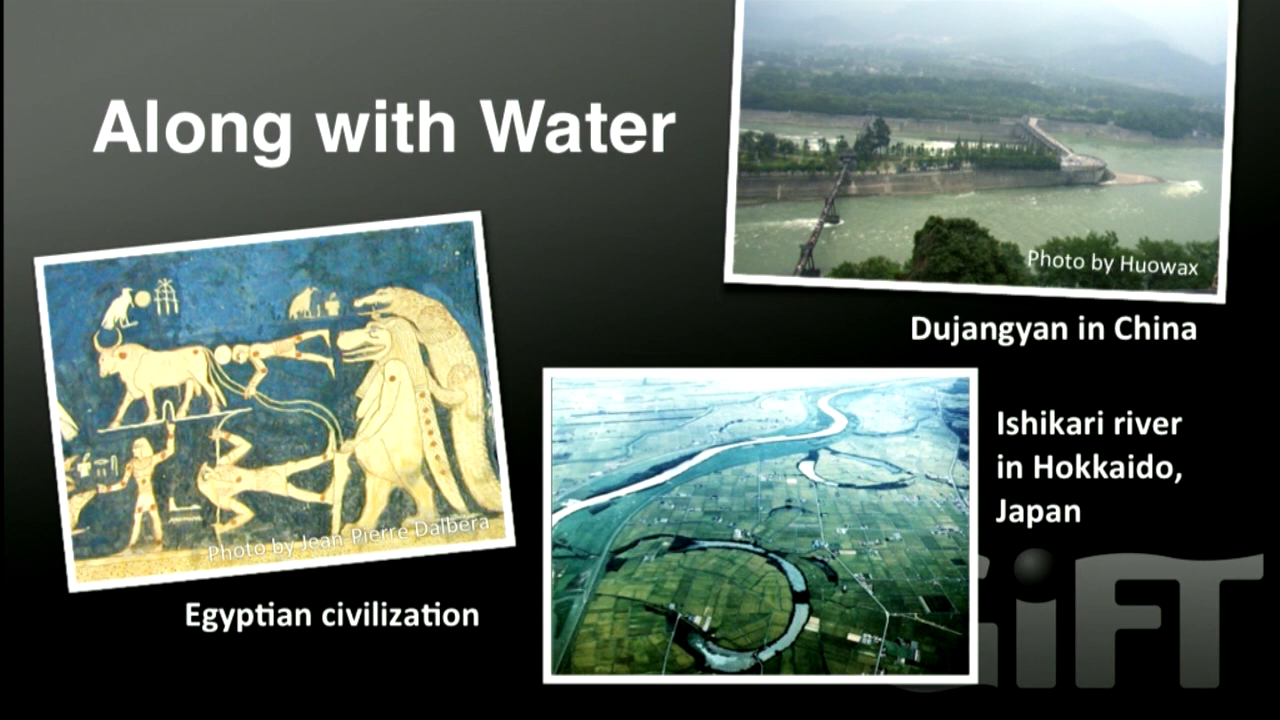 Along with Water
Photo by Huowax
Dujangyan in China
Photo by Jean-Pierre Dalbéra
Egyptian civilization
Ishikari river
in Hokkaido,
Japan
GiFT